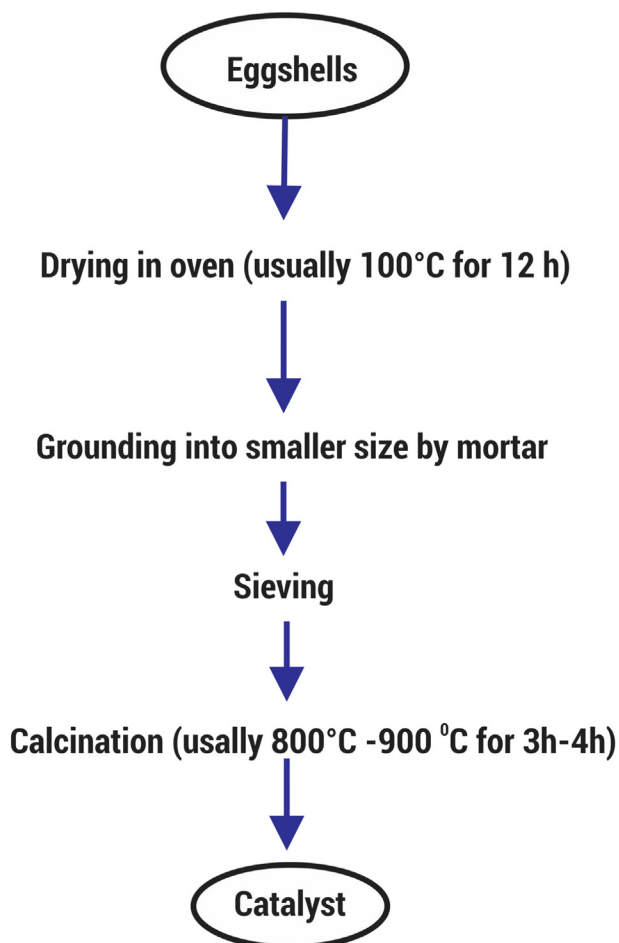 Eggshells
Drying in oven (usually 100°C for 12 h)
Grounding into smaller size by mortar
Sieving
Calcination (usally 800°C -900 ⁰C for 3h-4h)
Catalyst